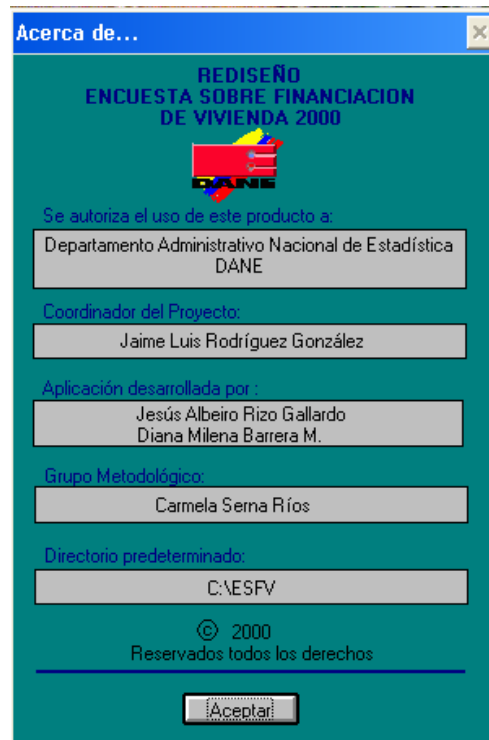 Acerca de...
REDISEÑO
ENCUESTA SOBRE FINANCIACION
DE VIVIENDA 2000
DANE
Se autoriza el uso de este producto a:
Departamento Administrativo Nacional de Estadística
DANE
Coordinador del Proyecto:
Jaime Luis Rodríguez González
Aplicación desarrollada por :
Jesús Albeiro Rizo Gallardo
Diana Milena Barrera M.
Grupo Metodológico:
Carmela Serna Ríos
Directorio predeterminado:
C:\ESFV
© 2000
Reservados todos los derechos
Aceptar